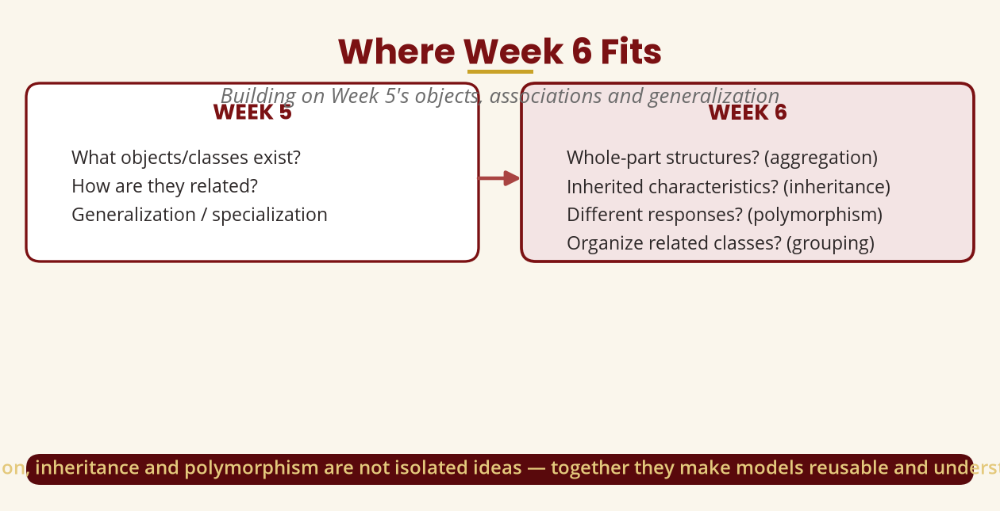 Where Week 6 Fits
Building on Week 5's objects, associations and generalization
WEEK 5
What objects/classes exist?
How are they related?
Generalization / specialization
WEEK 6
Whole-part structures? (aggregation)
Inherited characteristics? (inheritance)
Different responses? (polymorphism)
Organize related classes? (grouping)
inheritance and polymorphism are not isolated ideas — together they make models reusable and